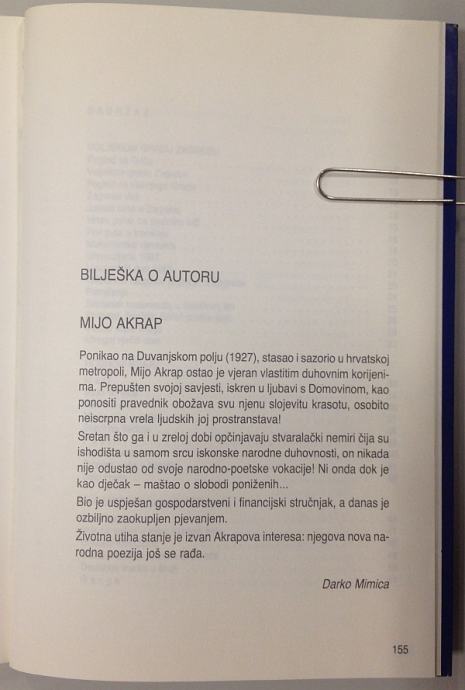 BILJEŠKA O AUTORU
MIJO AKRAP
Ponikao na Duvanjskom polju (1927), stasao i sazorio u hrvatskoj
metropoli, Mijo Akrap ostao je vjeran vlastitim duhovnim korijeni-
ma. Prepušten svojoj savjesti, iskren u ljubavi s Domovinom, kao
ponositi pravednik obožava svu njenu slojevitu krasotu, osobito
neiscrpna vrela ljudskih joj prostranstava!
Sretan što ga i u zreloj dobi opčinjavaju stvaralački nemiri čija su
ishodišta u samom srcu iskonske narodne duhovnosti, on nikada
nije odustao od svoje narodno-poetske vokacije! Ni onda dok je
kao dječak – maštao o slobodi poniženih...
Bio je uspješan gospodarstveni i financijski stručnjak, a danas je
ozbiljno zaokupljen pjevanjem.
Životna utiha stanje je izvan Akrapova interesa: njegova nova na-
rodna poezija još se rađa.
Darko Mimica
155